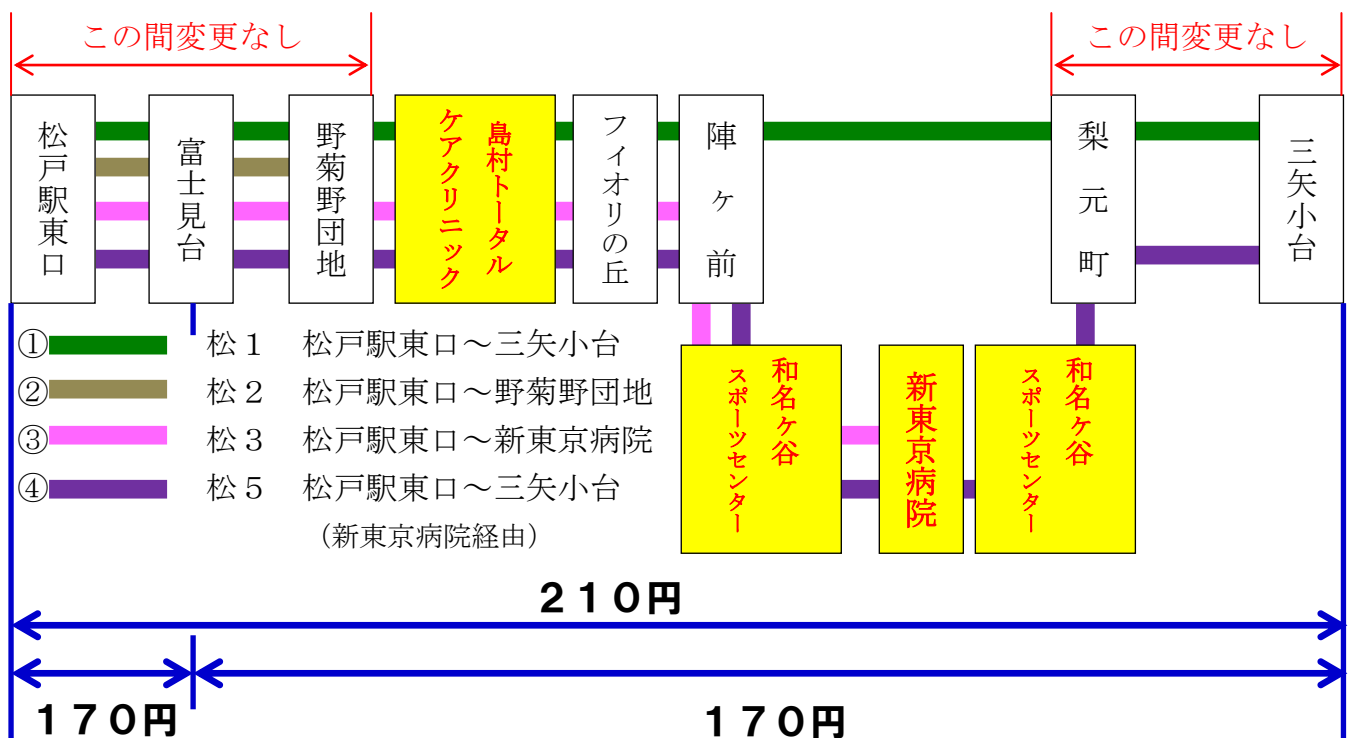 この間変更なし
この間変更なし
松戸駅東口
富士見台
野菊野団地
島村トータル
ケアクリニック
フィオリの丘
陣ヶ前
梨元町
三矢小台
①松１ 松戸駅東口～三矢小台
②松２ 松戸駅東口～野菊野団地
③松３ 松戸駅東口～新東京病院
④松５ 松戸駅東口～三矢小台
（新東京病院経由）
和名ヶ谷
スポーツセンター
新東京病院
和名ヶ谷
スポーツセンター
２１０円
１７０円
１７０円